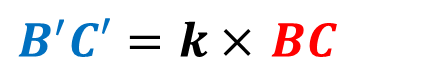 B′C′ = k × BC